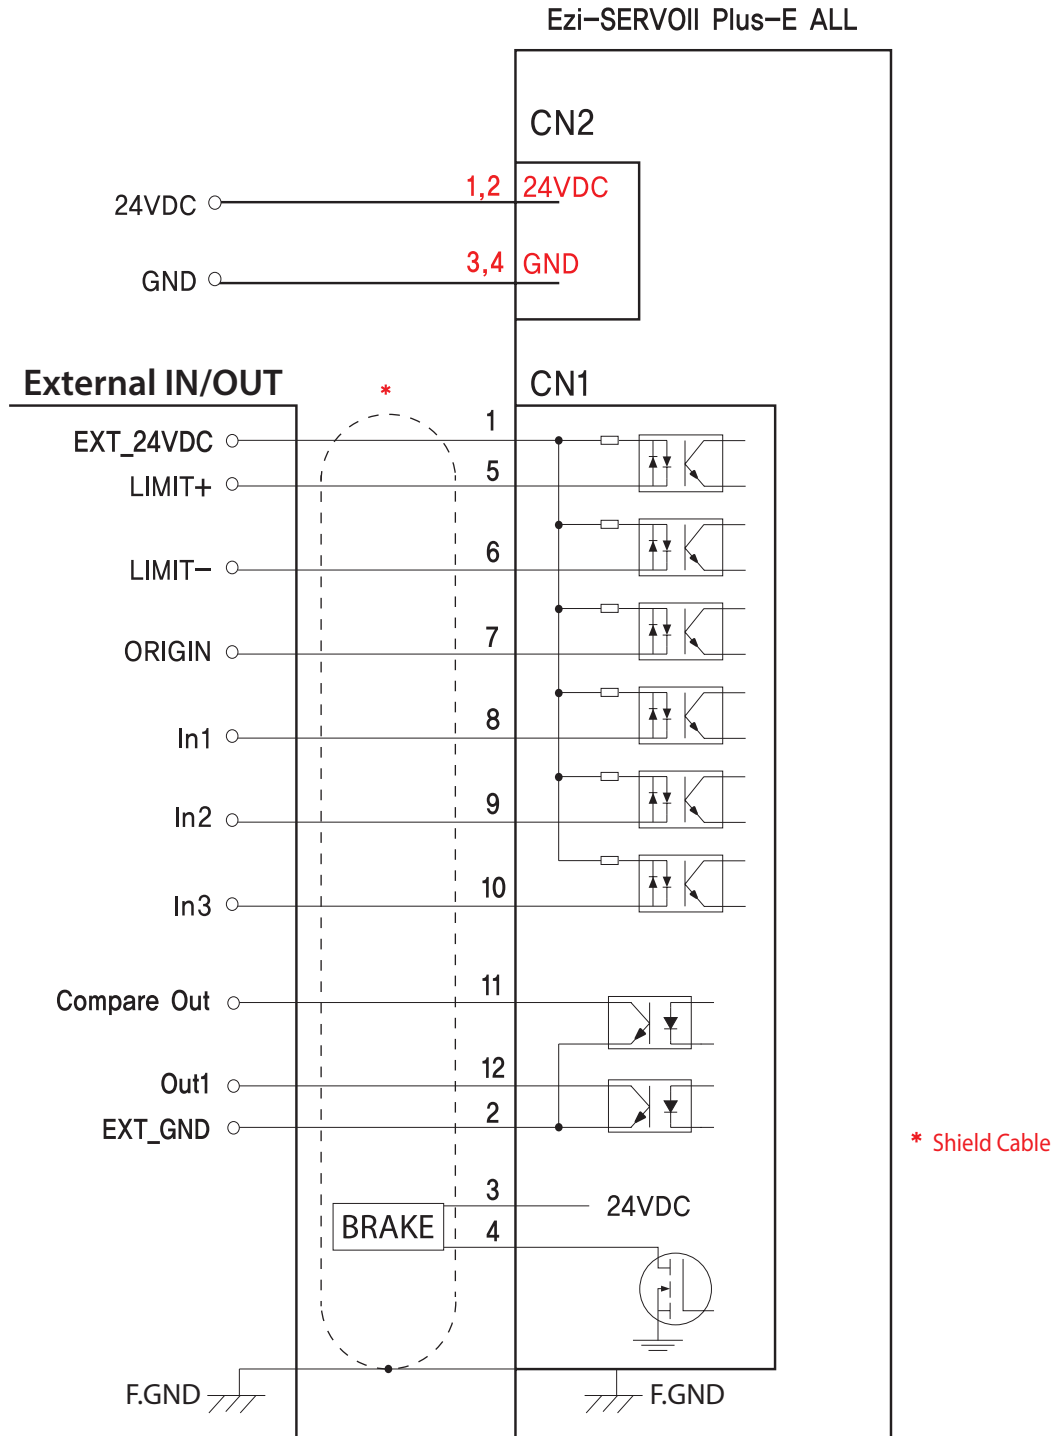 Ezi-SERVOII Plus-E ALL
CN2
24VDC 1,2 24VDC
GND 3,4 GND
External IN/OUT * CN1
EXT_24VDC 1
LIMIT+ 5
LIMIT- 6
ORIGIN 7
In1 8
In2 9
In3 10
Compare Out 11
Out1 12
EXT_GND 2
* Shield Cable
3 24VDC
BRAKE 4
F.GND F.GND